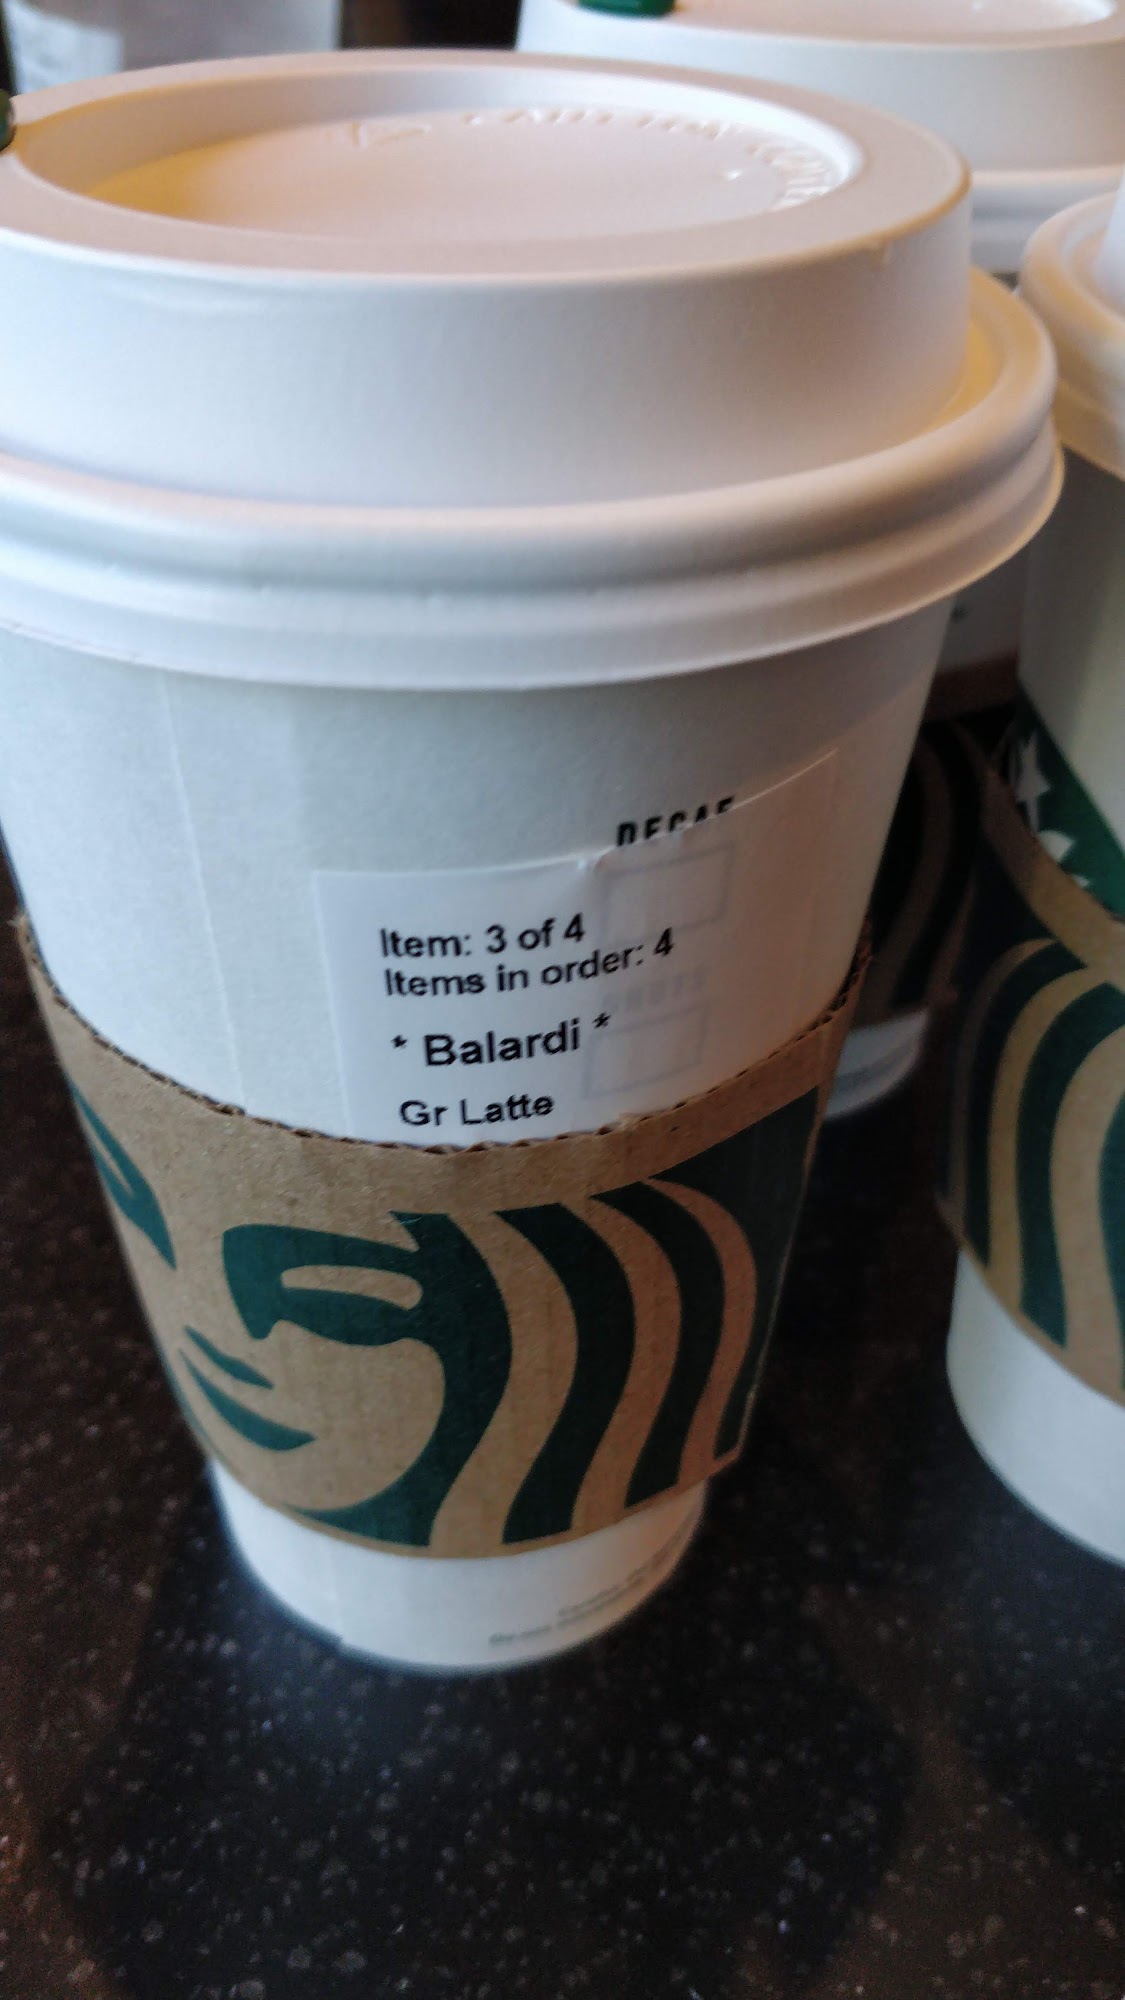 DECAF
Item: 3 of 4
Items in order: 4
* Balardi *
Gr Latte